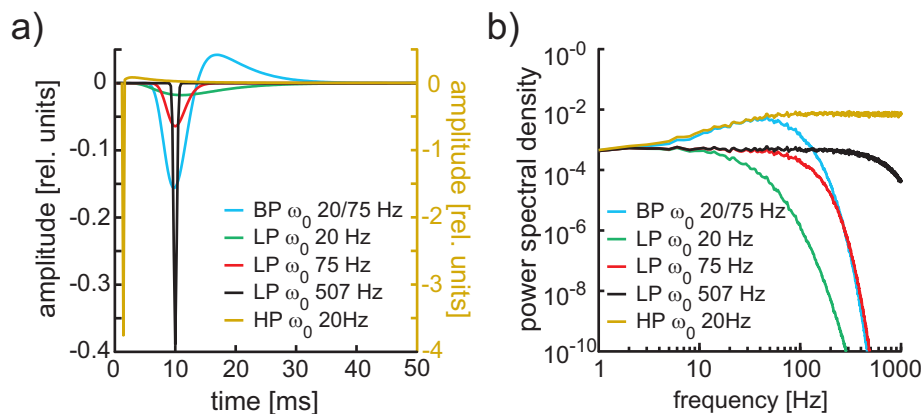 a)
amplitude [rel. units]
0
-0.1
-0.2
-0.3
-0.4
0
10
20
30
40
50
time [ms]
0
-1
-2
-3
-4
amplitude [rel. units]
BP ω0 20/75 Hz
LP ω0 20 Hz
LP ω0 75 Hz
LP ω0 507 Hz
HP ω0 20Hz
b)
power spectral density
10-0
10-2
10-4
10-6
10-8
10-10
1
10
100
1000
frequency [Hz]
BP ω0 20/75 Hz
LP ω0 20 Hz
LP ω0 75 Hz
LP ω0 507 Hz
HP ω0 20Hz